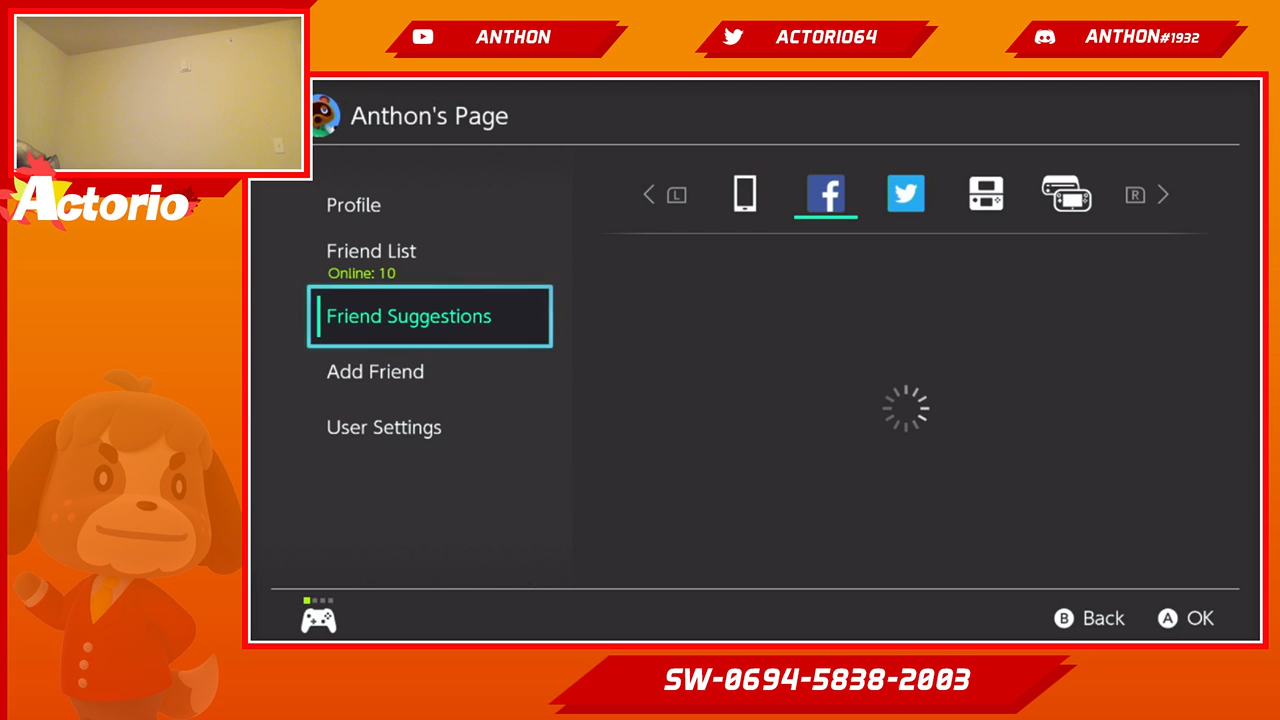 ANTHON
ACTORIO64
ANTHON#1932
Actorio
Anthon's Page
L
R
Profile
Friend List
Online: 10
Friend Suggestions
Add Friend
User Settings
B Back
A OK
SW-0694-5838-2003